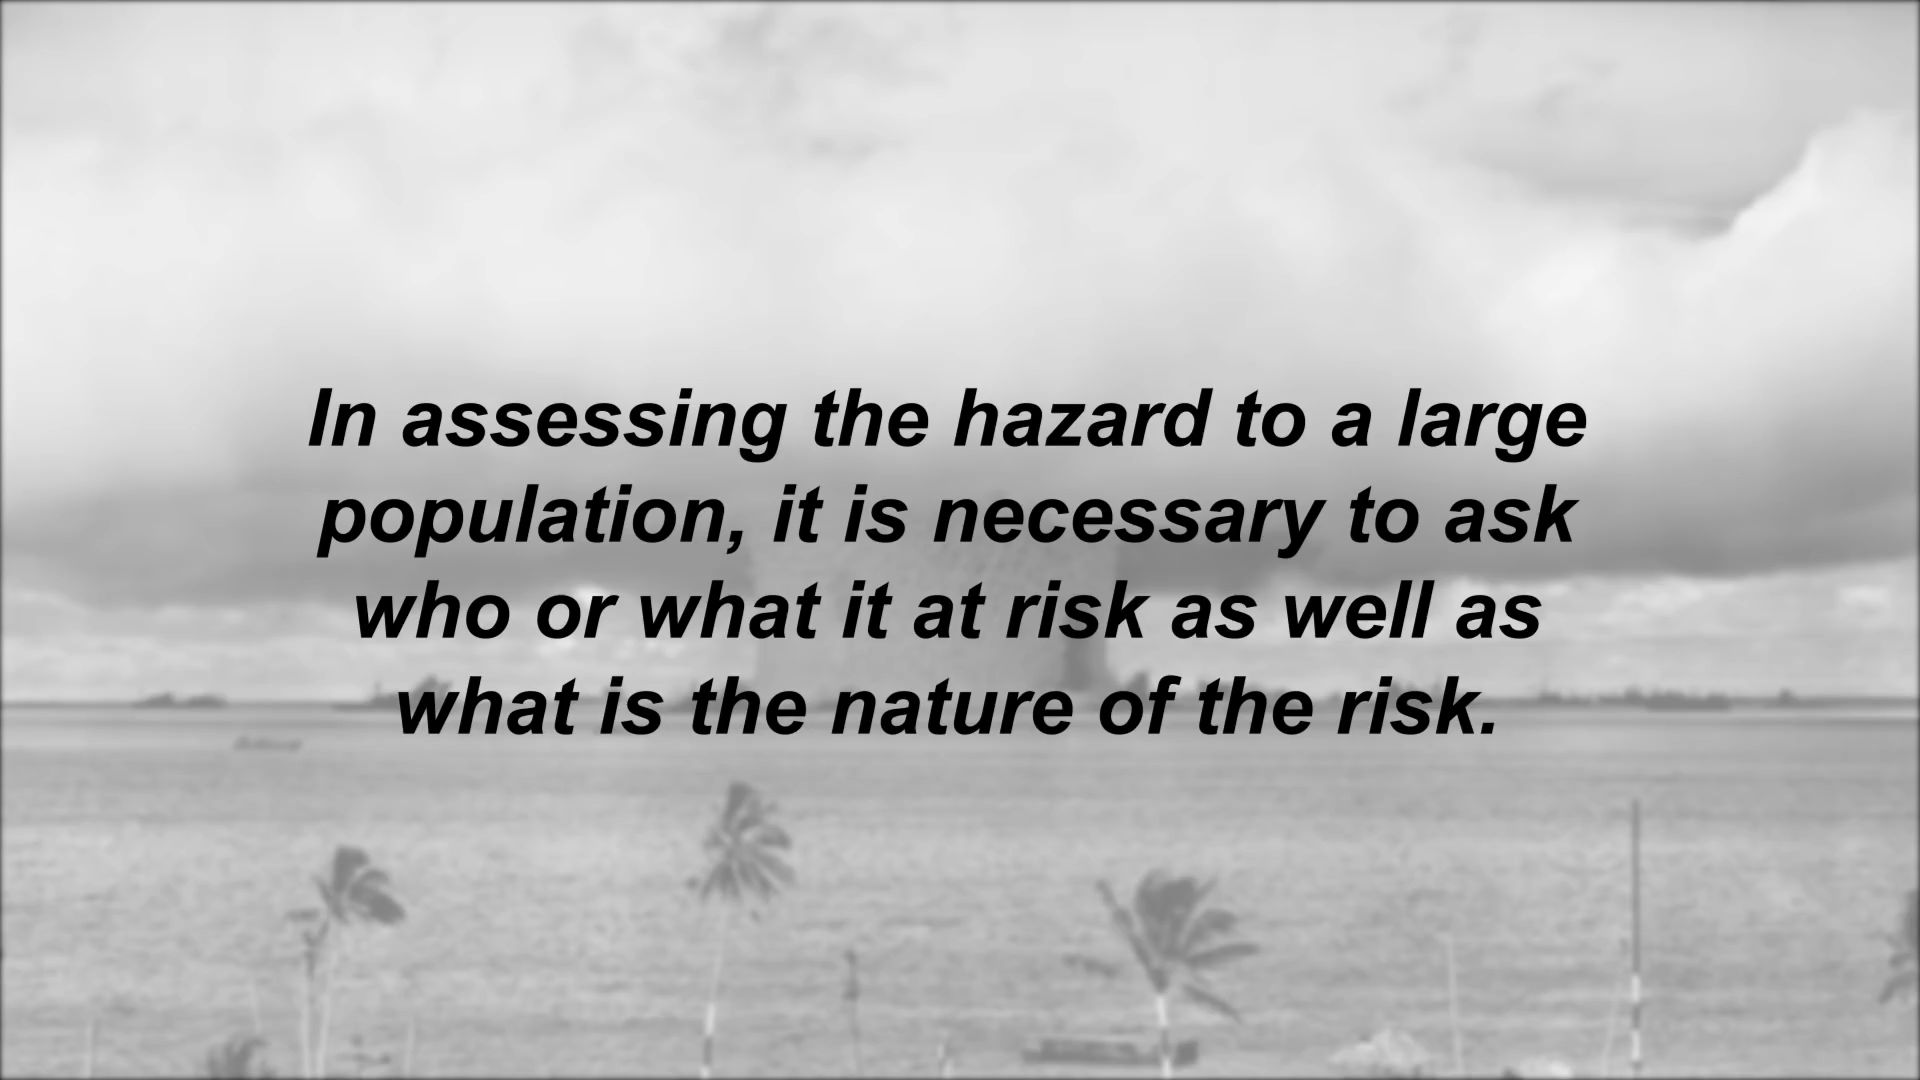 In assessing the hazard to a large
population, it is necessary to ask
who or what it at risk as well as
what is the nature of the risk.